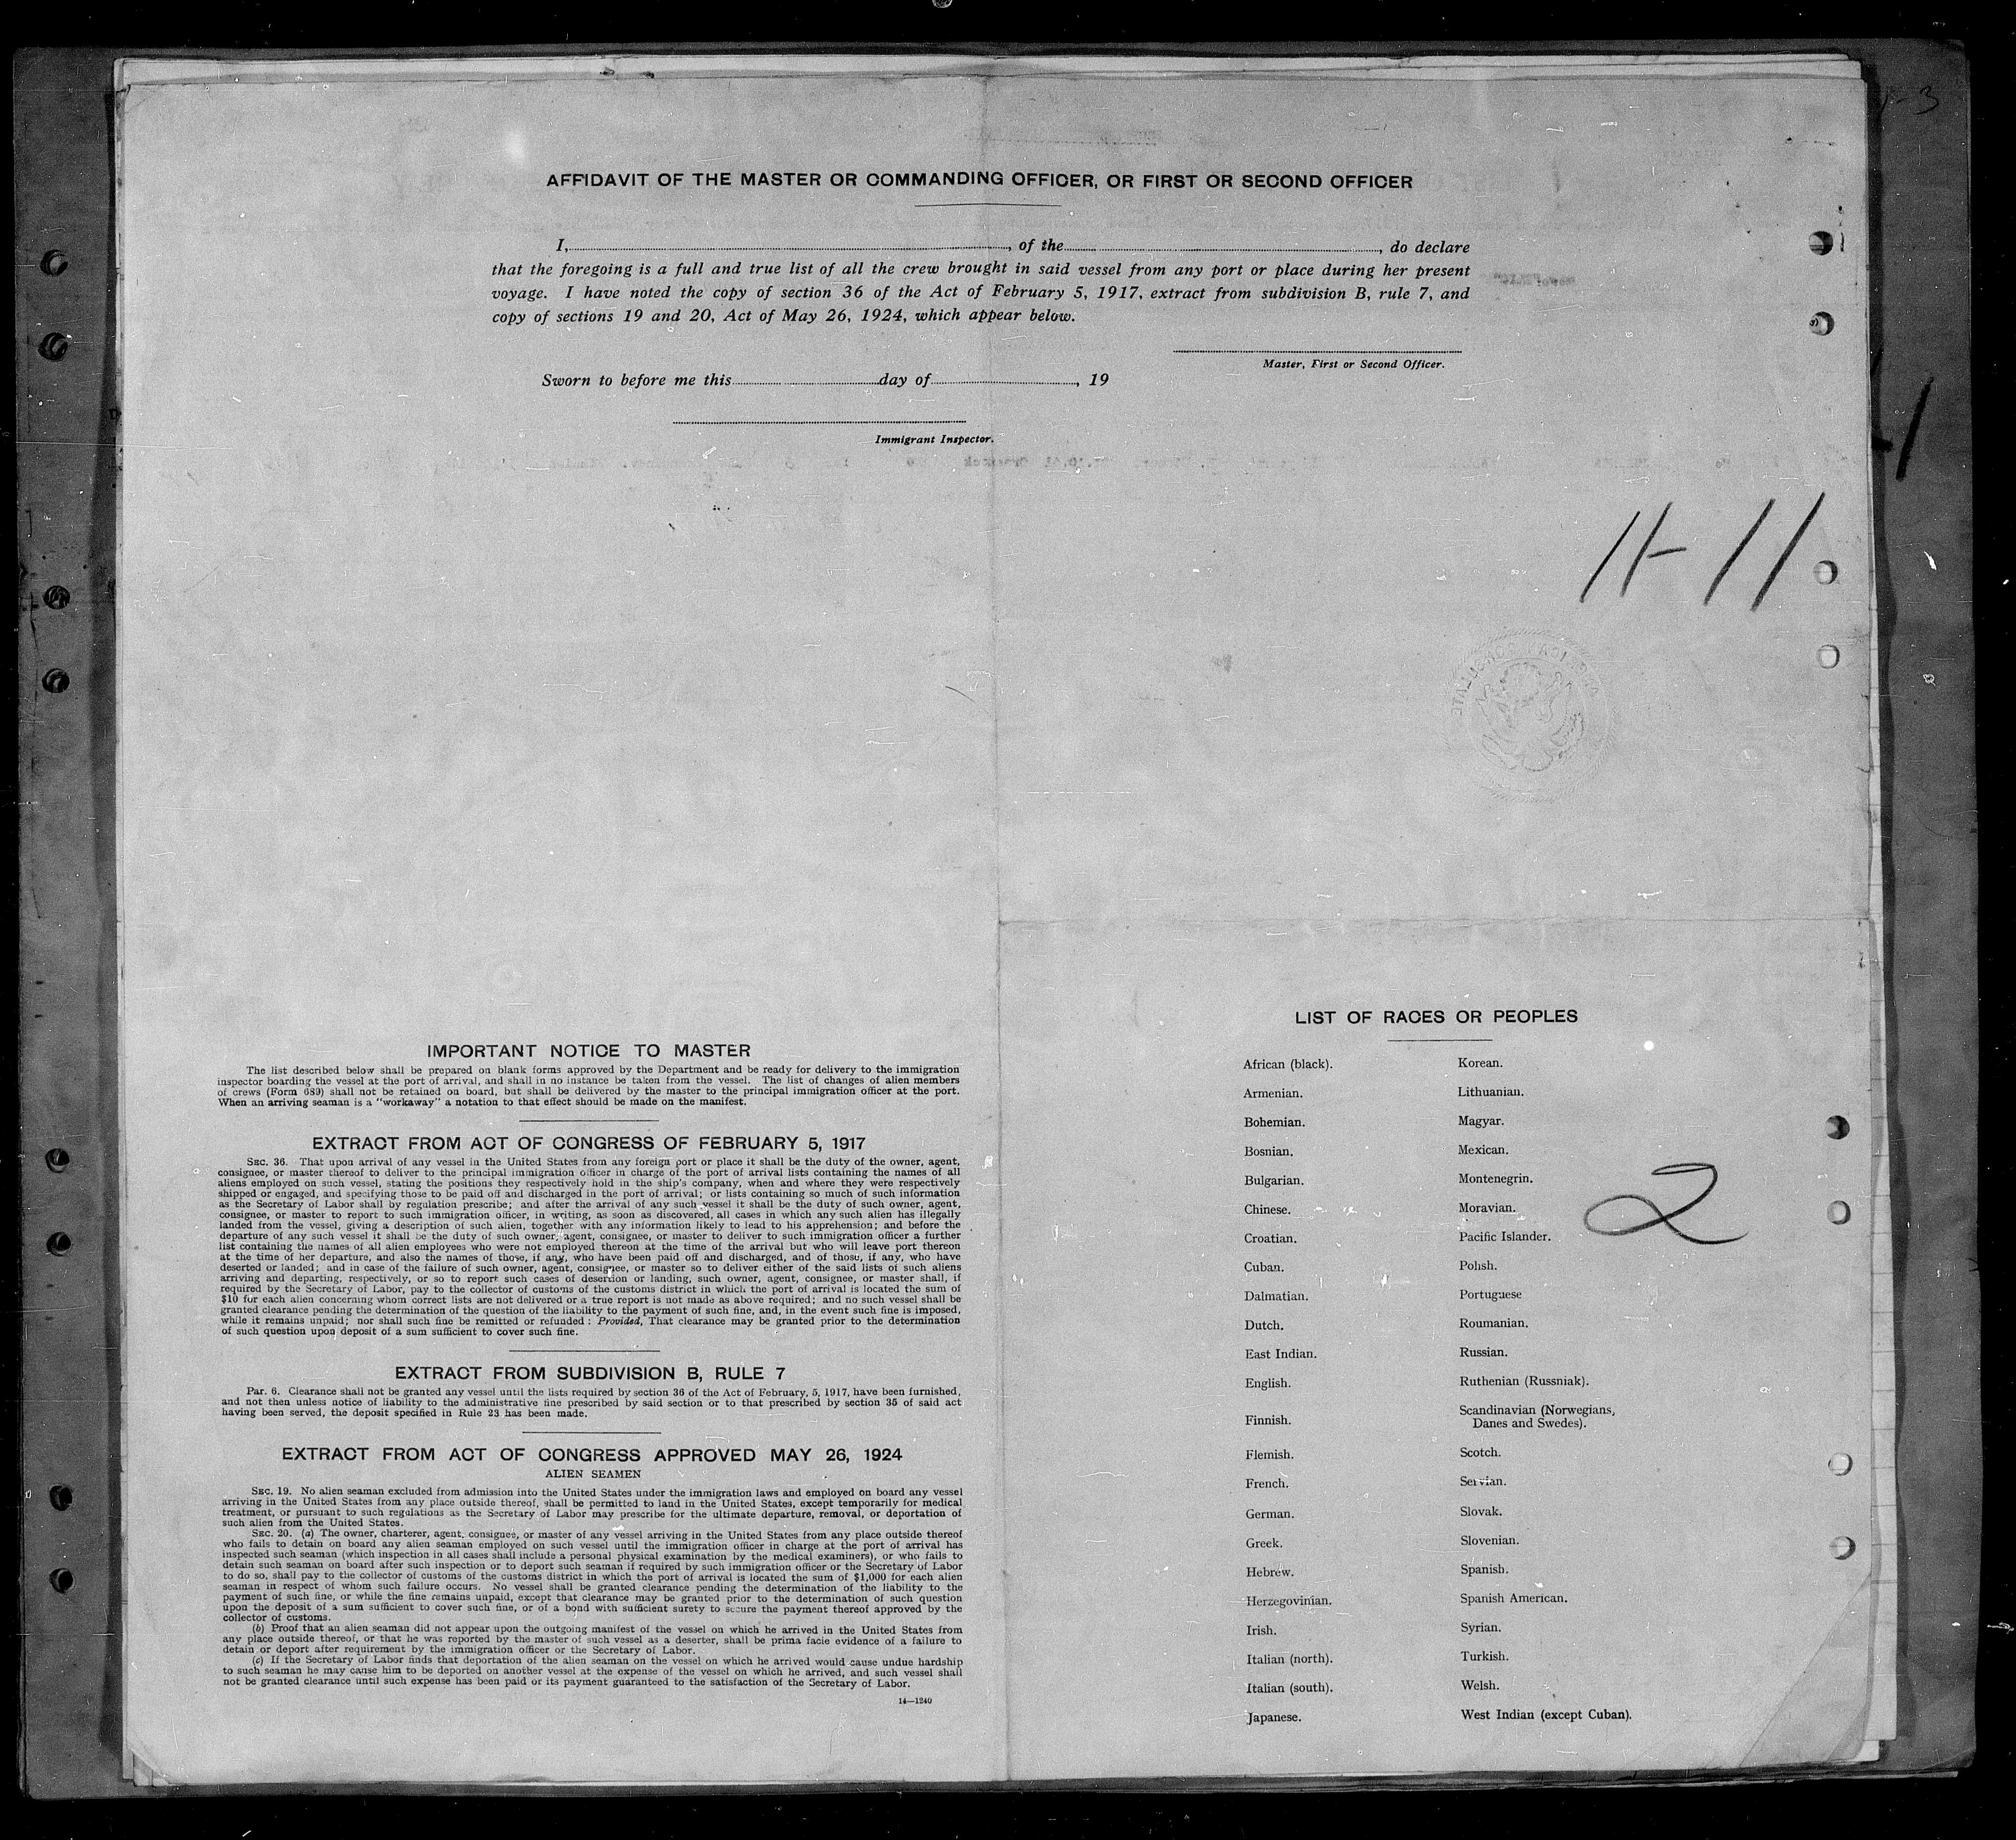 AFFIDAVIT OF THE MASTER OR COMMANDING OFFICER, OR FIRST OR SECOND OFFICER
I, , of the , do declare
that the foregoing is a full and true list of all the crew brought in said vessel from any port or place during her present
voyage. I have noted the copy of section 36 of the Act of February 5, 1917, extract from subdivision B, rule 7, and
copy of sections 19 and 20, Act of May 26, 1924, which appear below.
Master, First or Second Officer.
Sworn to before me this day of , 19
Immigrant Inspector.
11-11
IMPORTANT NOTICE TO MASTER
The list described below shall be prepared on blank forms approved by the Department and be ready for delivery to the immigration
inspector boarding the vessel at the port of arrival, and shall in no instance be taken from the vessel. The list of changes of alien members
of crews (Form 689) shall not be retained on board, but shall be delivered by the master to the principal immigration officer at the port.
When an arriving seaman is a "workaway" a notation to that effect should be made on the manifest.
EXTRACT FROM ACT OF CONGRESS OF FEBRUARY 5, 1917
SEC. 36. That upon arrival of any vessel in the United States from any foreign port or place it shall be the duty of the owner, agent,
consignee, or master thereof to deliver to the principal immigration officer in charge of the port of arrival lists containing the names of all
aliens employed on such vessel, stating the positions they respectively hold in the ship's company, when and where they were respectively
shipped or engaged, and specifying those to be paid off and discharged in the port of arrival; or lists containing so much of such information
as the Secretary of Labor shall by regulation prescribe; and after the arrival of any such vessel it shall be the duty of such owner, agent,
consignee, or master to report to such immigration officer, in writing, as soon as discovered, all cases in which any such alien has illegally
landed from the vessel, giving a description of such alien, together with any information likely to lead to his apprehension; and before the
departure of any such vessel it shall be the duty of such owner, agent, consignee, or master to deliver to such immigration officer a further
list containing the names of all alien employees who were not employed thereon at the time of the arrival but who will leave port thereon
at the time of her departure, and also the names of those, if any, who have been paid off and discharged, and of those, if any, who have
deserted or landed; and in case of the failure of such owner, agent, consignee, or master so to deliver either of the said lists of such aliens
arriving and departing, respectively, or so to report such cases of desertion or landing, such owner, agent, consignee, or master shall, if
required by the Secretary of Labor, pay to the collector of customs of the customs district in which the port of arrival is located the sum of
$10 for each alien concerning whom correct lists are not delivered or a true report is not made as above required; and no such vessel shall be
granted clearance pending the determination of the question of the liability to the payment of such fine, and, in the event such fine is imposed,
while it remains unpaid; nor shall such fine be remitted or refunded: Provided, That clearance may be granted prior to the determination
of such question upon deposit of a sum sufficient to cover such fine.
EXTRACT FROM SUBDIVISION B, RULE 7
Par. 6. Clearance shall not be granted any vessel until the lists required by section 36 of the Act of February, 5, 1917, have been furnished,
and not then unless notice of liability to the administrative fine prescribed by said section or to that prescribed by section 35 of said act
having been served, the deposit specified in Rule 23 has been made.
EXTRACT FROM ACT OF CONGRESS APPROVED MAY 26, 1924
ALIEN SEAMEN
SEC. 19. No alien seaman excluded from admission into the United States under the immigration laws and employed on board any vessel
arriving in the United States from any place outside thereof, shall be permitted to land in the United States, except temporarily for medical
treatment, or pursuant to such regulations as the Secretary of Labor may prescribe for the ultimate departure, removal, or deportation of
such alien from the United States.
SEC. 20. (a) The owner, charterer, agent, consignee, or master of any vessel arriving in the United States from any place outside thereof
who fails to detain on board any alien seaman employed on such vessel until the immigration officer in charge at the port of arrival has
inspected such seaman (which inspection in all cases shall include a personal physical examination by the medical examiners), or who fails to
detain such seaman on board after such inspection or to deport such seaman if required by such immigration officer or the Secretary of Labor
to do so, shall pay to the collector of customs of the customs district in which the port of arrival is located the sum of $1,000 for each alien
seaman in respect of whom such failure occurs. No vessel shall be granted clearance pending the determination of the liability to the
payment of such fine, or while the fine remains unpaid, except that clearance may be granted prior to the determination of such question
upon the deposit of a sum sufficient to cover such fine, or of a bond with sufficient surety to secure the payment thereof approved by the
collector of customs.
(b) Proof that an alien seaman did not appear upon the outgoing manifest of the vessel on which he arrived in the United States from
any place outside thereof, or that he was reported by the master of such vessel as a deserter, shall be prima facie evidence of a failure to
detain or deport after requirement by the immigration officer or the Secretary of Labor.
(c) If the Secretary of Labor finds that deportation of the alien seaman on the vessel on which he arrived would cause undue hardship
to such seaman he may cause him to be deported on another vessel at the expense of the vessel on which he arrived, and such vessel shall
not be granted clearance until such expense has been paid or its payment guaranteed to the satisfaction of the Secretary of Labor.
14—1240
LIST OF RACES OR PEOPLES
African (black). Korean.
Armenian. Lithuanian.
Bohemian. Magyar.
Bosnian. Mexican.
Bulgarian. Montenegrin.
Chinese. Moravian.
Croatian. Pacific Islander.
Cuban. Polish.
Dalmatian. Portuguese
Dutch. Roumanian.
East Indian. Russian.
English. Ruthenian (Russniak).
Finnish. Scandinavian (Norwegians,
Danes and Swedes).
Flemish. Scotch.
French. Servian.
German. Slovak.
Greek. Slovenian.
Hebrew. Spanish.
Herzegovinian. Spanish American.
Irish. Syrian.
Italian (north). Turkish.
Italian (south). Welsh.
Japanese. West Indian (except Cuban).
2